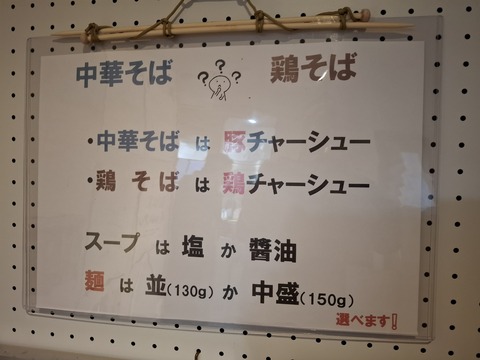 中華そば ??? 鶏そば
・中華そば は 豚チャーシュー
・鶏 そば は 鶏チャーシュー
スープ は 塩 か 醬油
麺 は 並(130g) か 中盛(150g)
選べます!